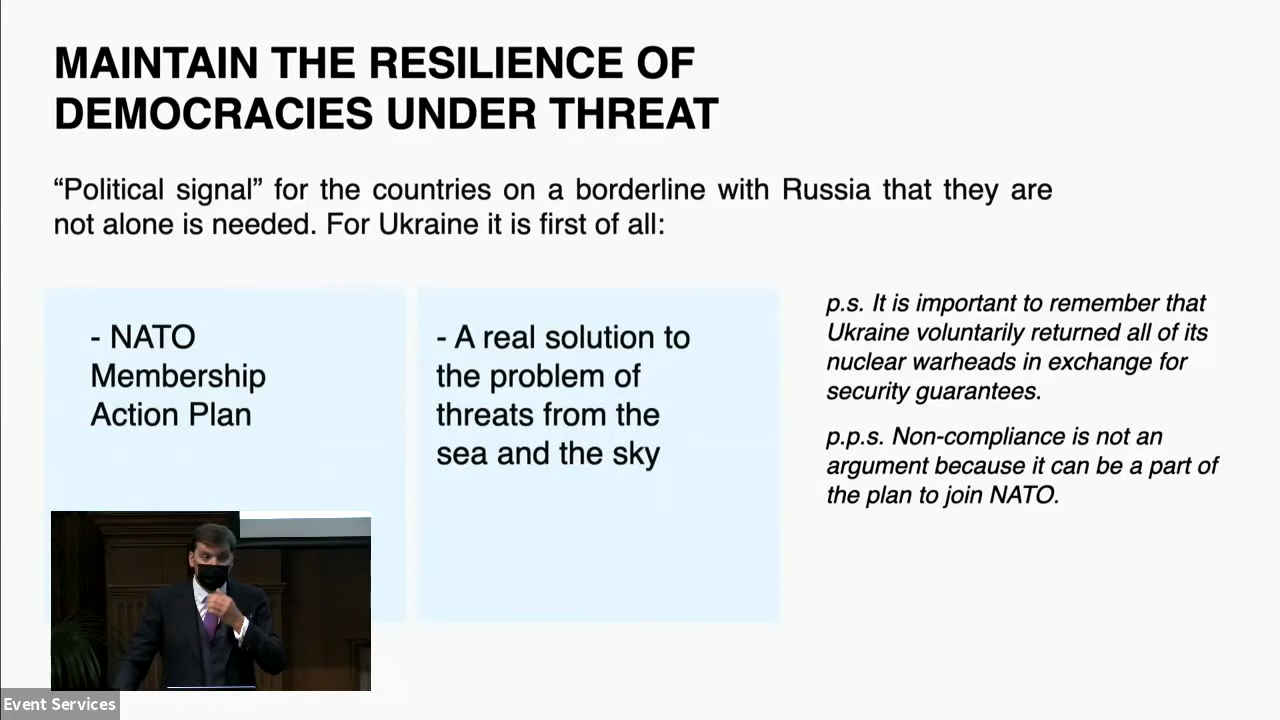 MAINTAIN THE RESILIENCE OF
DEMOCRACIES UNDER THREAT
“Political signal” for the countries on a borderline with Russia that they are
not alone is needed. For Ukraine it is first of all:
- NATO
Membership
Action Plan
- A real solution to
the problem of
threats from the
sea and the sky
p.s. It is important to remember that
Ukraine voluntarily returned all of its
nuclear warheads in exchange for
security guarantees.
p.p.s. Non-compliance is not an
argument because it can be a part of
the plan to join NATO.
Event Services